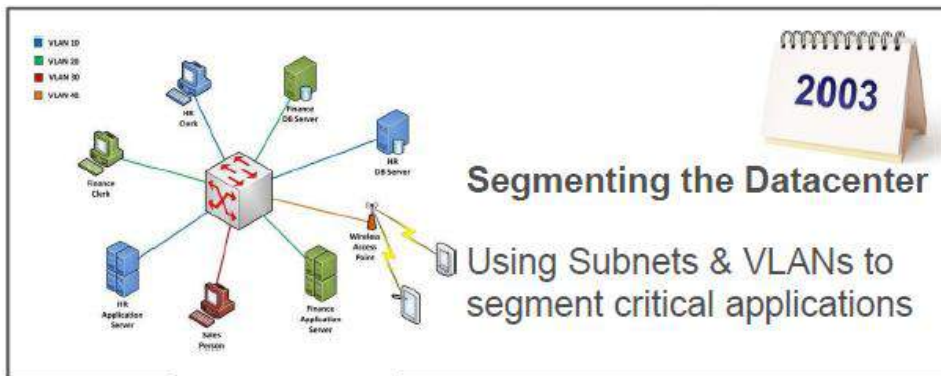 VLAN 10
VLAN 20
VLAN 30
VLAN 40
HR
Clerk
Finance
DB Server
HR
DB Server
Finance
Clerk
Wireless
Access
Point
HR
Application
Server
Sales
Person
Finance
Application
Server
2003
Segmenting the Datacenter
Using Subnets & VLANs to
segment critical applications